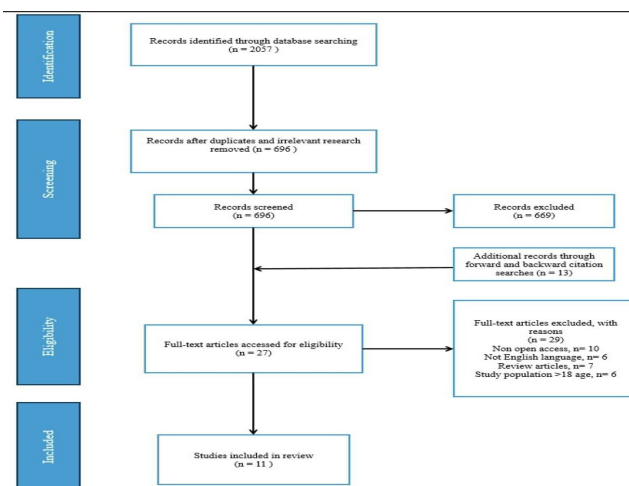 Identification
Records identified through database searching
(n = 2057 )
Screening
Records after duplicates and irrelevant research
removed (n = 696 )
Records screened
(n = 696)
Records excluded
(n = 669)
Additional records through
forward and backward citation
searches (n = 13)
Eligibility
Full-text articles accessed for eligibility
(n = 27)
Full-text articles excluded, with
reasons
(n = 29)
Non open access, n= 10
Not English language, n= 6
Review articles, n= 7
Study population >18 age, n= 6
Included
Studies included in review
(n = 11 )